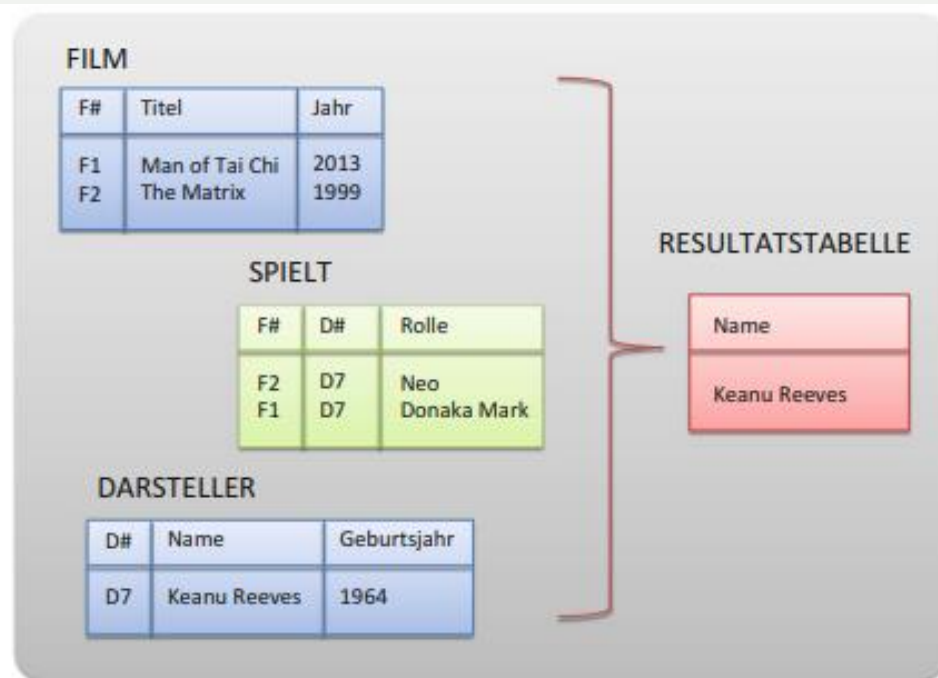 FILM
F# Titel Jahr
F1 Man of Tai Chi 2013
F2 The Matrix 1999
SPIELT
F# D# Rolle
F2 D7 Neo
F1 D7 Donaka Mark
DARSTELLER
D# Name Geburtsjahr
D7 Keanu Reeves 1964
RESULTATSTABELLE
Name
Keanu Reeves